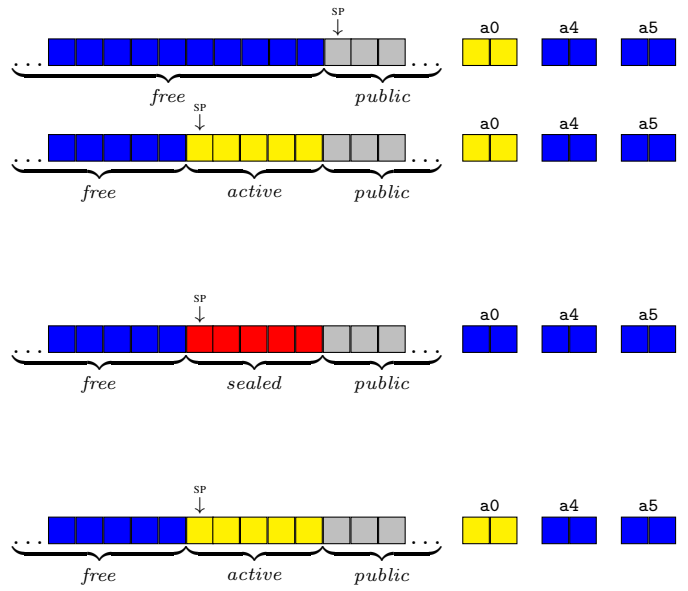 SP
... ... a0 a4 a5
free public
SP
... ... a0 a4 a5
free active public
SP
... ... a0 a4 a5
free sealed public
SP
... ... a0 a4 a5
free active public